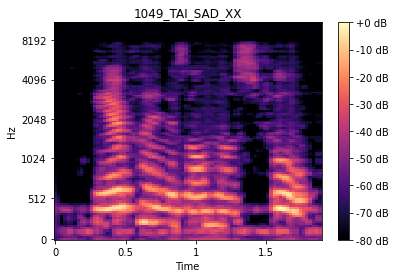 1049_TAI_SAD_XX
8192
4096
2048
1024
512
0
Hz
0
0.5
1
1.5
Time
+0 dB
-10 dB
-20 dB
-30 dB
-40 dB
-50 dB
-60 dB
-70 dB
-80 dB